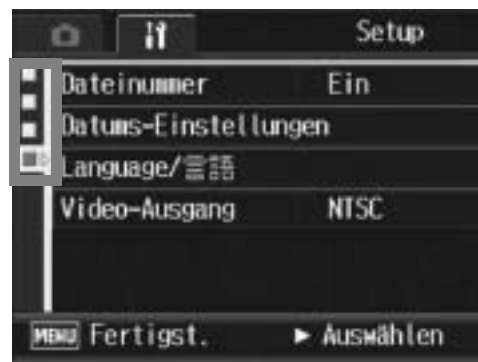 Setup
Dateinummer Ein
Datums-Einstellungen
Language/言語
Video-Ausgang NTSC
MENU Fertigst. ► Auswählen